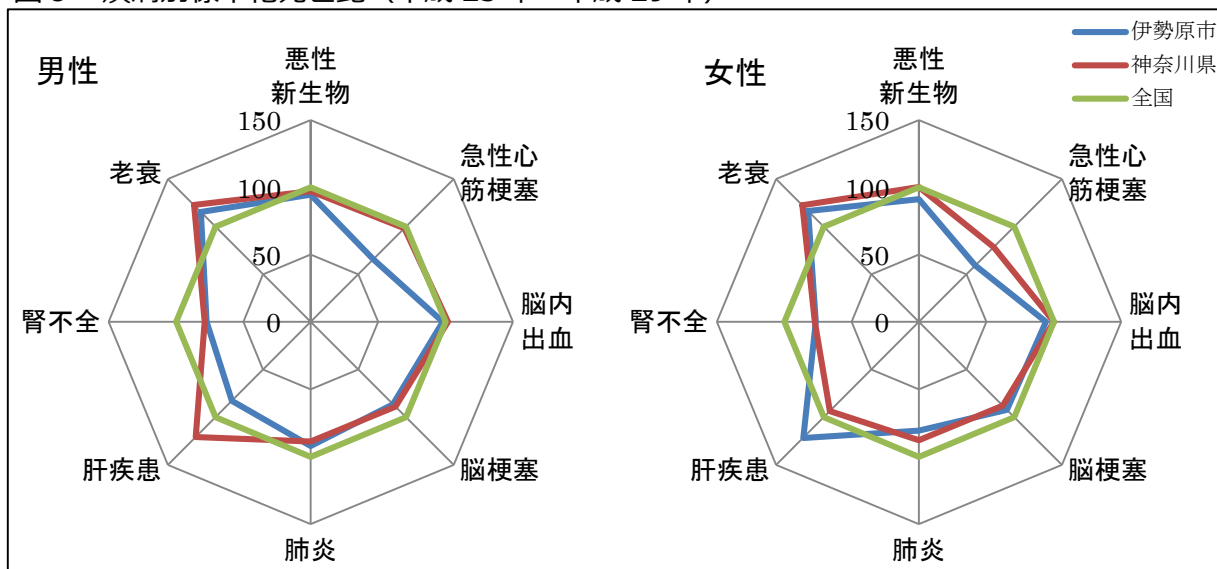 男性
悪性
新生物
急性心
筋梗塞
脳内
出血
脳梗塞
肺炎
肝疾患
腎不全
老衰
150
100
50
0
女性
悪性
新生物
急性心
筋梗塞
脳内
出血
脳梗塞
肺炎
肝疾患
腎不全
老衰
150
100
50
0
伊勢原市
神奈川県
全国